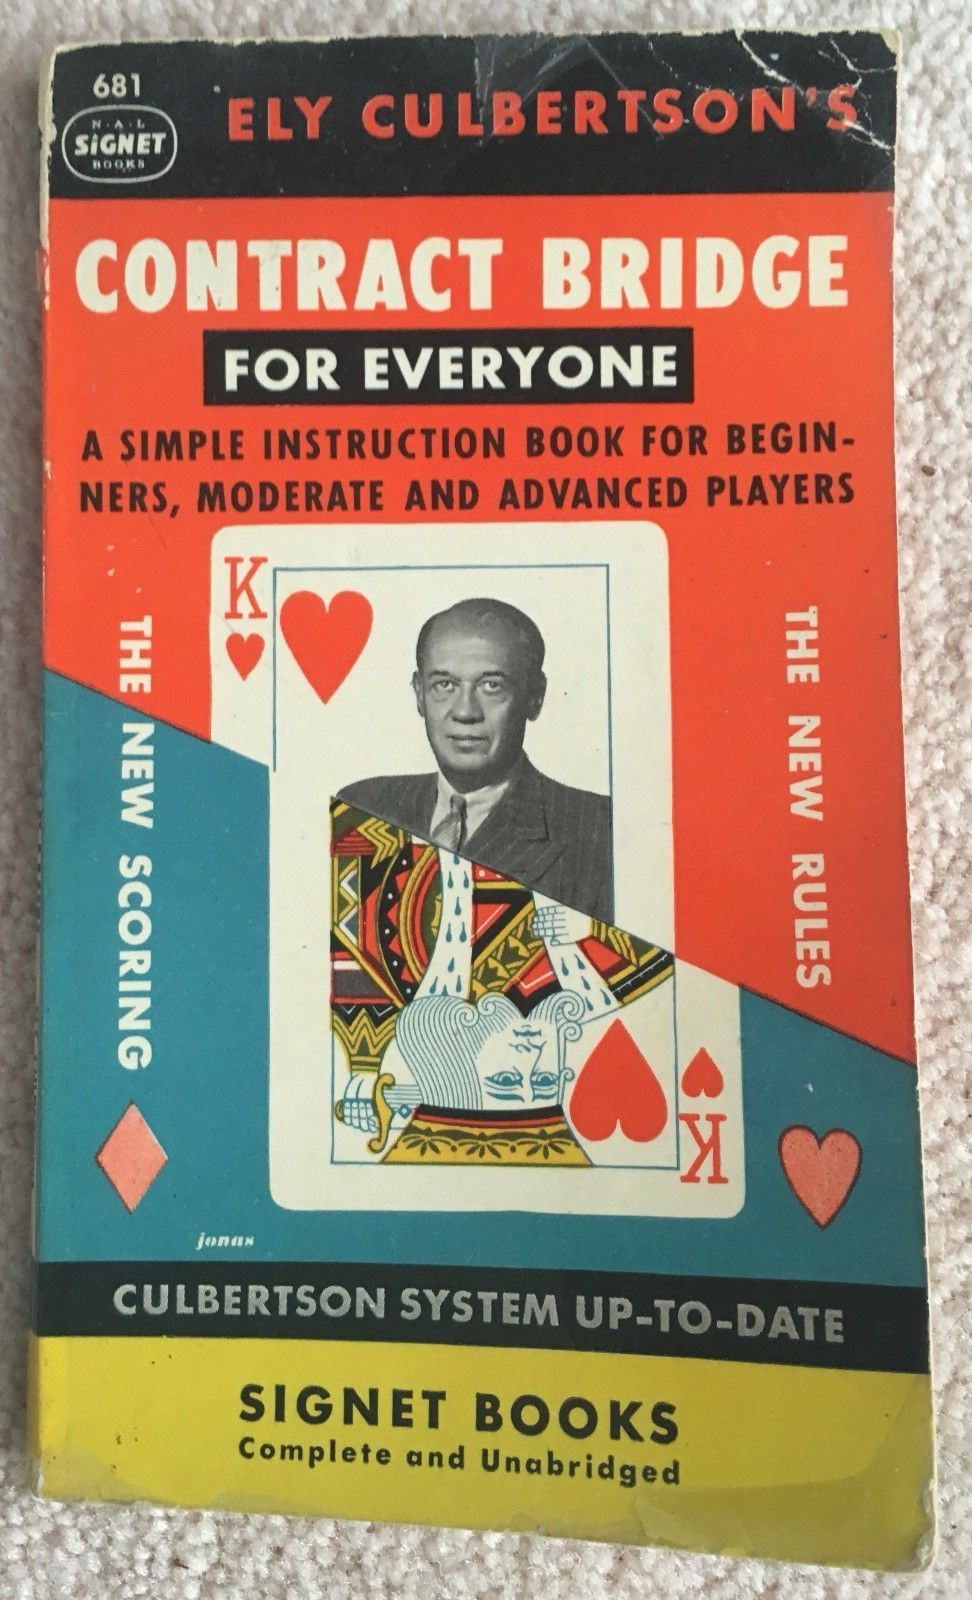 681
N·A·L
SiGNET
BOOKS
ELY CULBERTSON'S
CONTRACT BRIDGE
FOR EVERYONE
A SIMPLE INSTRUCTION BOOK FOR BEGIN-
NERS, MODERATE AND ADVANCED PLAYERS
K
THE NEW SCORING
THE NEW RULES
K
jonas
CULBERTSON SYSTEM UP-TO-DATE
SIGNET BOOKS
Complete and Unabridged